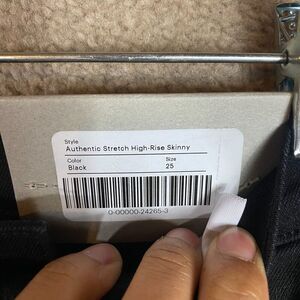 Style
Authentic Stretch High-Rise Skinny
Color Size
Black 25
0-00000-24265-3